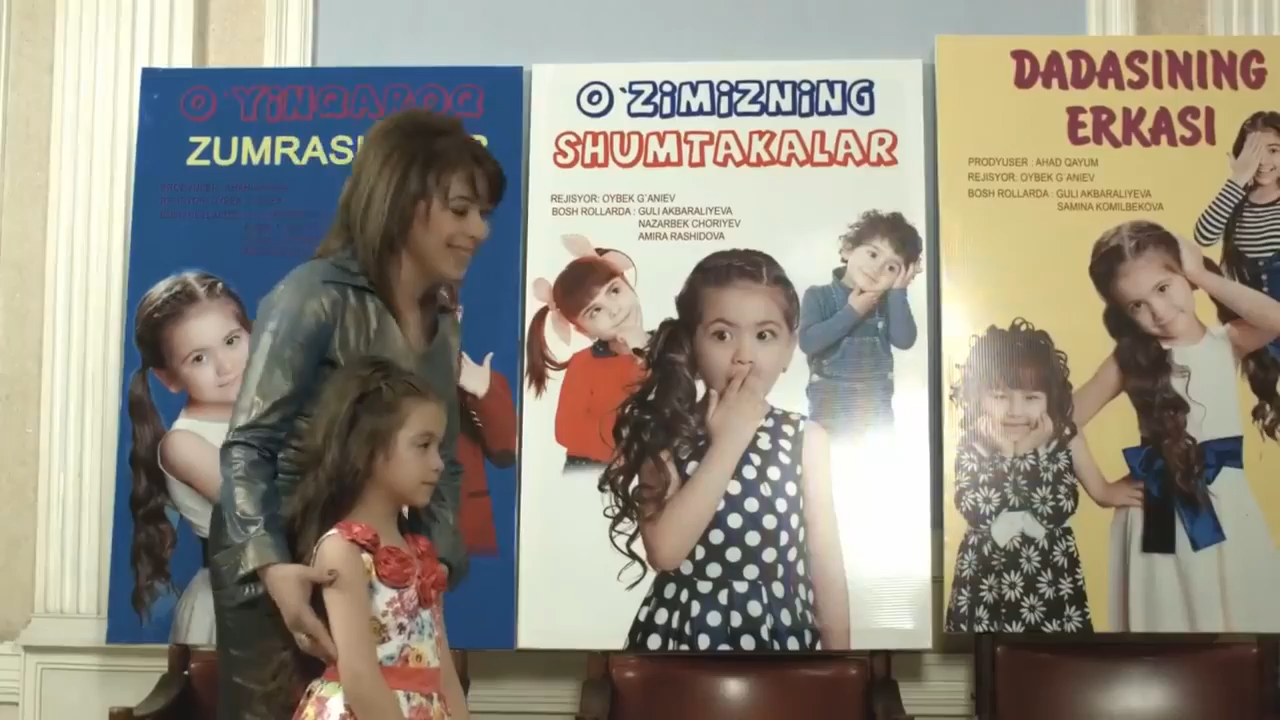 O`YINQAROQ
ZUMRAS
O`ZIMIZNING
SHUMTAKALAR
REJISYOR: OYBEK G`ANIEV
BOSH ROLLARDA : GULI AKBARALIYEVA
NAZARBEK CHORIYEV
AMIRA RASHIDOVA
DADASINING
ERKASI
PRODYUSER : AHAD QAYUM
REJISYOR: OYBEK G`ANIEV
BOSH ROLLARDA : GULI AKBARALIYEVA
SAMINA KOMILBEKOVA